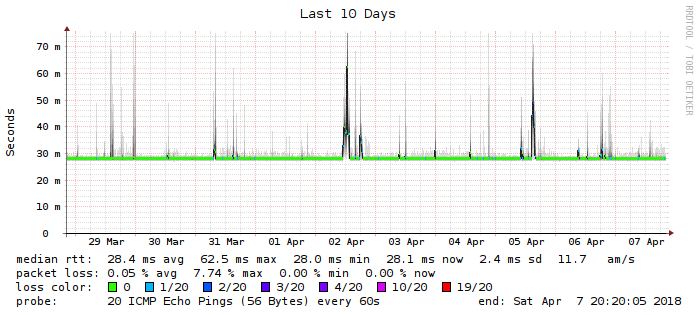 Last 10 Days
RRDTOOL / TOBI OETIKER
Seconds
70 m
60 m
50 m
40 m
30 m
20 m
10 m
0
29 Mar 30 Mar 31 Mar 01 Apr 02 Apr 03 Apr 04 Apr 05 Apr 06 Apr 07 Apr
median rtt: 28.4 ms avg 62.5 ms max 28.0 ms min 28.1 ms now 2.4 ms sd 11.7 am/s
packet loss: 0.05 % avg 7.74 % max 0.00 % min 0.00 % now
loss color: 0 1/20 2/20 3/20 4/20 10/20 19/20
probe: 20 ICMP Echo Pings (56 Bytes) every 60s end: Sat Apr 7 20:20:05 2018